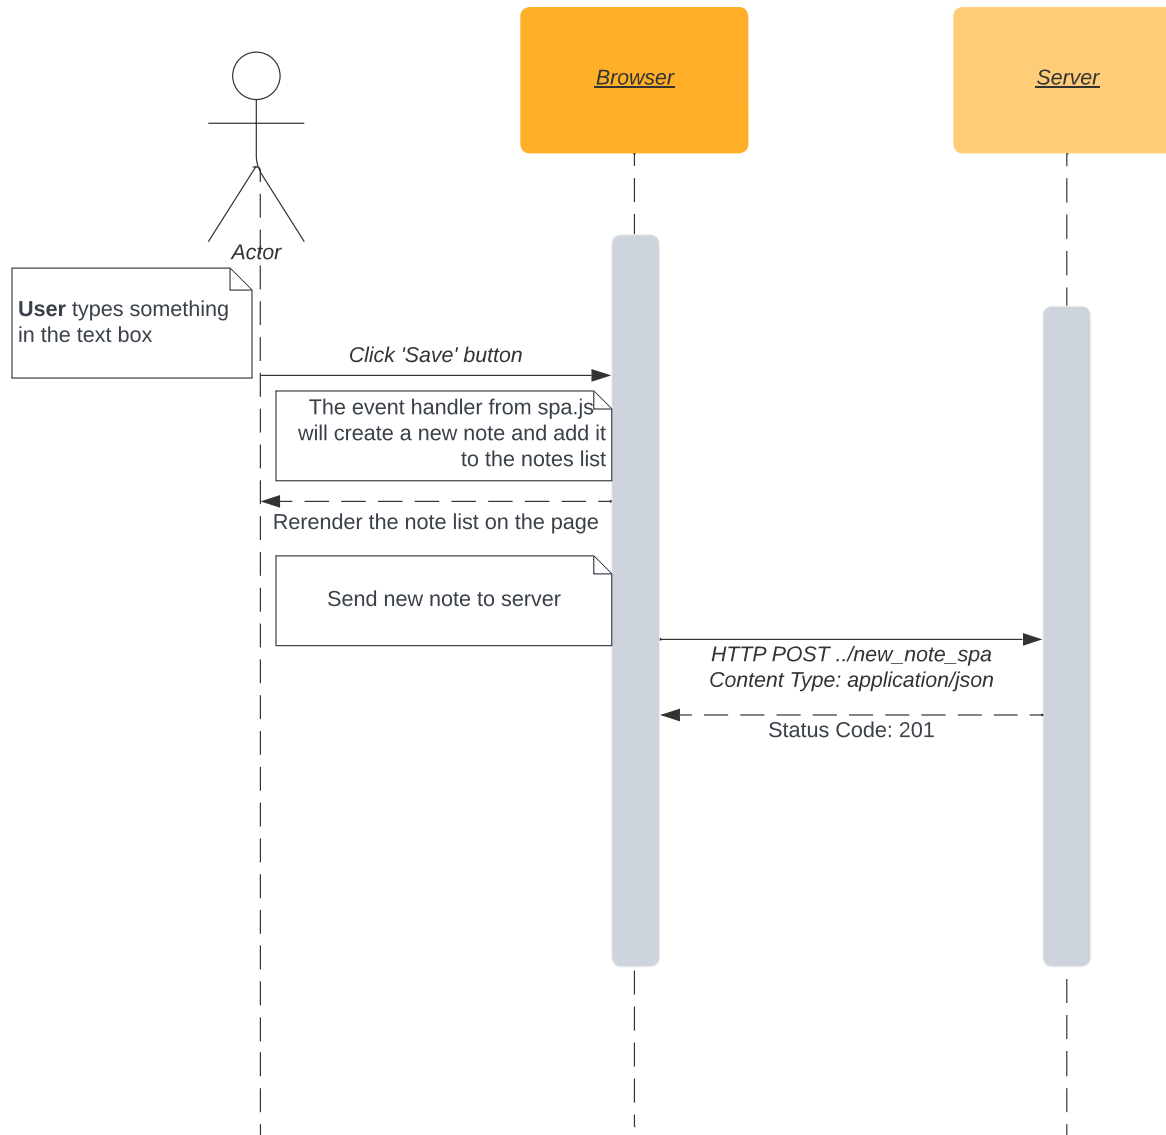 Browser
Server
Actor
User types something
in the text box
Click 'Save' button
The event handler from spa.js
will create a new note and add it
to the notes list
Rerender the note list on the page
Send new note to server
HTTP POST ../new_note_spa
Content Type: application/json
Status Code: 201